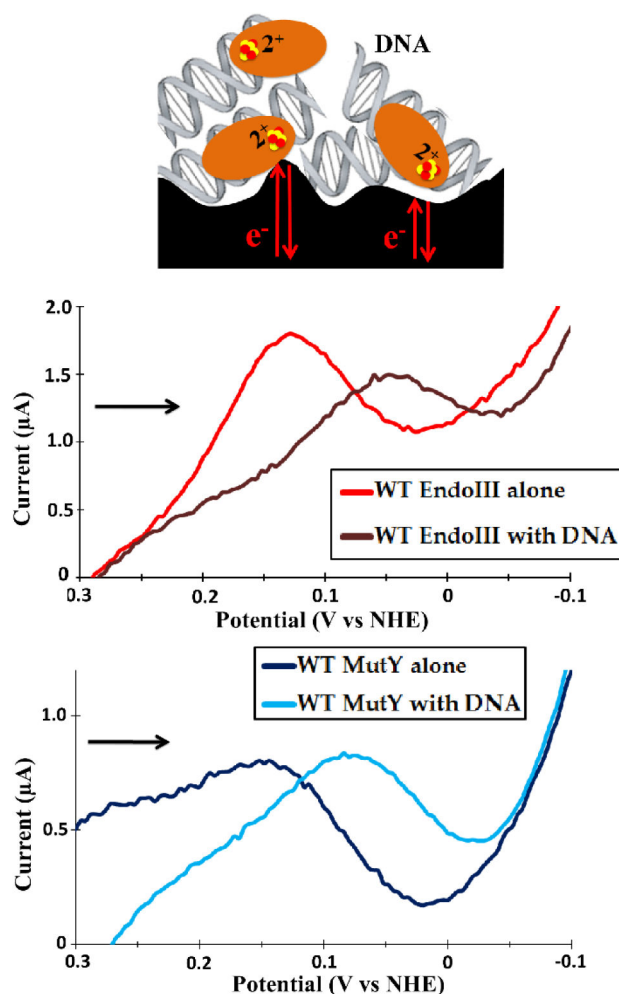 DNA
2+
2+
2+
e-
e-
2.0
1.5
1.0
0.5
0
Current (µA)
WT EndoIII alone
WT EndoIII with DNA
0.3
0.2
0.1
0
-0.1
Potential (V vs NHE)
WT MutY alone
WT MutY with DNA
1.0
0.5
0
Current (µA)
0.3
0.2
0.1
0
-0.1
Potential (V vs NHE)